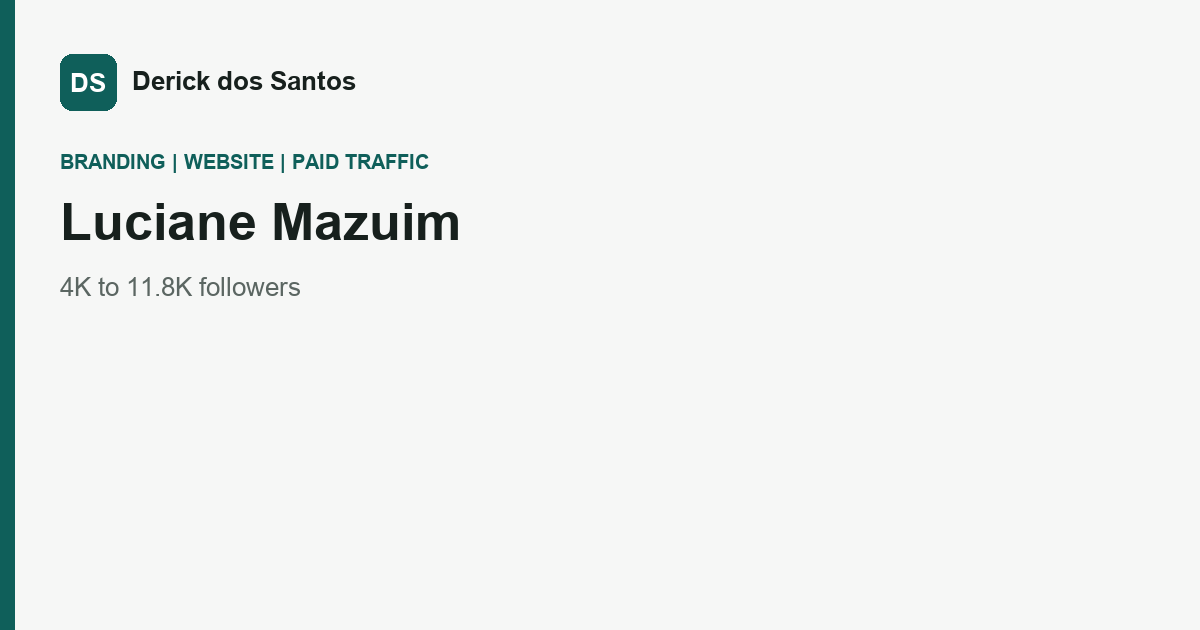 DS
Derick dos Santos
BRANDING | WEBSITE | PAID TRAFFIC
Luciane Mazuim
4K to 11.8K followers